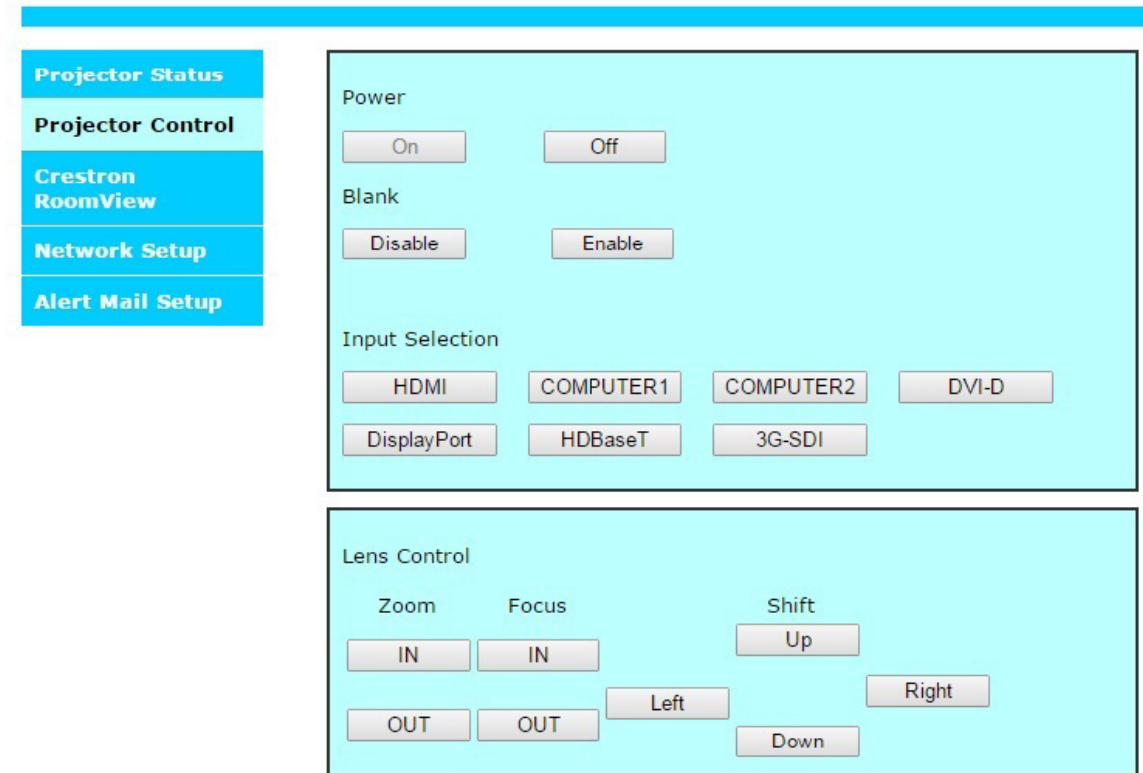 Projector Status
Projector Control
Crestron
RoomView
Network Setup
Alert Mail Setup
Power
On Off
Blank
Disable Enable
Input Selection
HDMI COMPUTER1 COMPUTER2 DVI-D
DisplayPort HDBaseT 3G-SDI
Lens Control
Zoom Focus Shift
IN IN Up
Left Right
OUT OUT Down